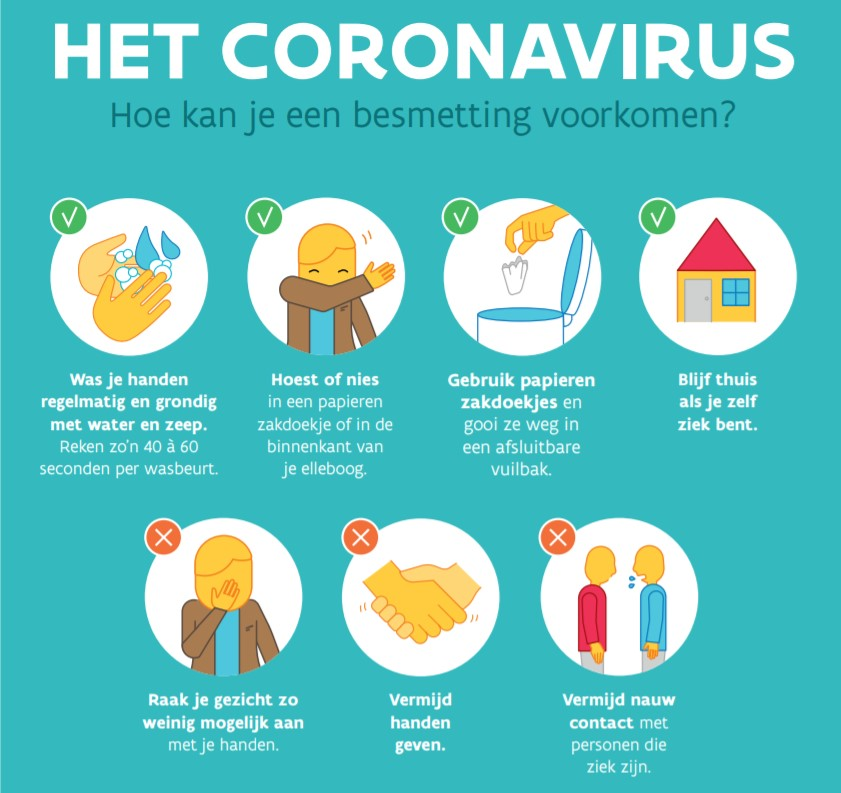 HET CORONAVIRUS
Hoe kan je een besmetting voorkomen?
Was je handen
regelmatig en grondig
met water en zeep.
Reken zo'n 40 à 60
seconden per wasbeurt.
Hoest of nies
in een papieren
zakdoekje of in de
binnenkant van
je elleboog.
Gebruik papieren
zakdoekjes en
gooi ze weg in
een afsluitbare
vuilbak.
Blijf thuis
als je zelf
ziek bent.
Raak je gezicht zo
weinig mogelijk aan
met je handen.
Vermijd
handen
geven.
Vermijd nauw
contact met
personen die
ziek zijn.